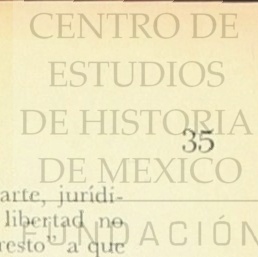 CENTRO DE
ESTUDIOS
DE HISTORIA
35
DE MEXICO
arte, jurídi-
libertad no
FUNDACIÓN
resto" a que